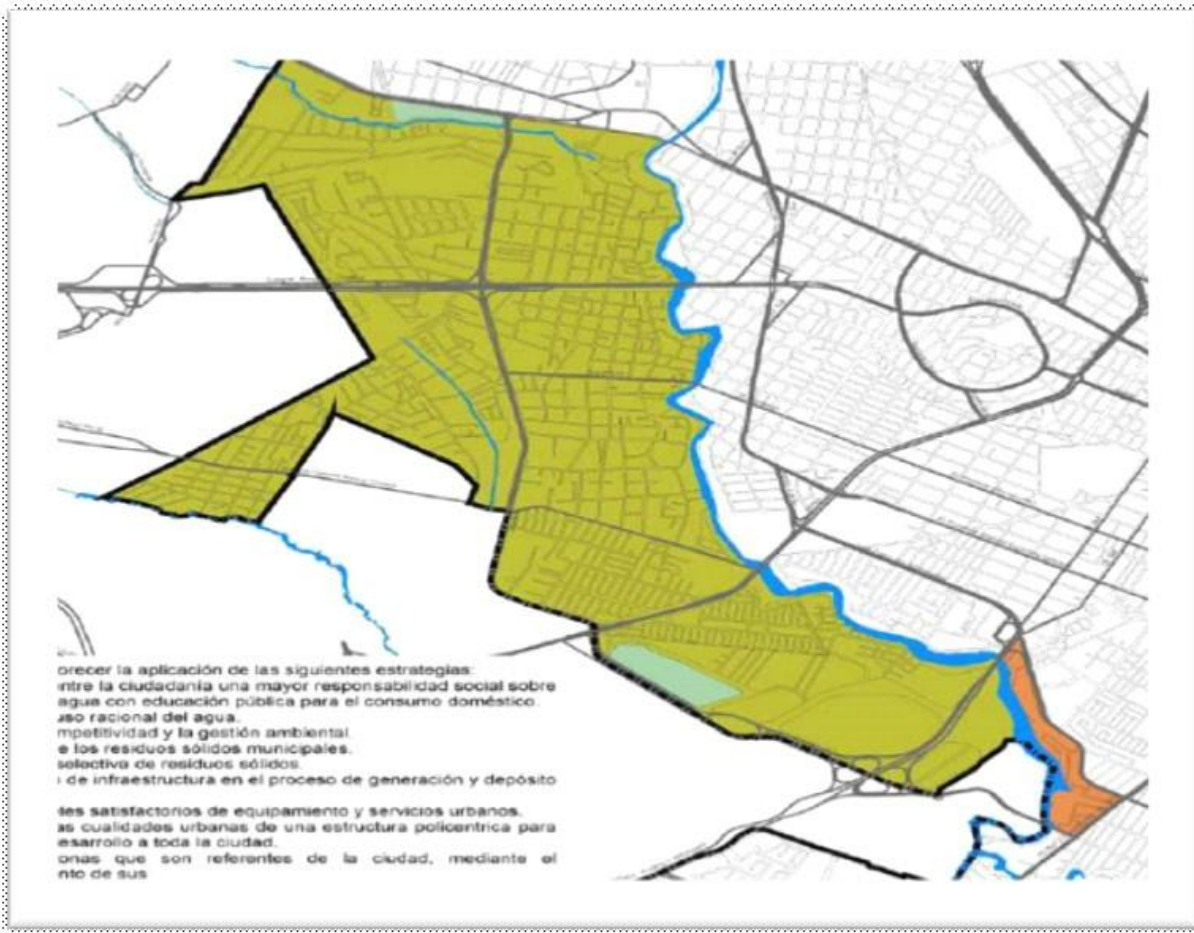 orecer la aplicación de las siguientes estrategias:
ntre la ciudadanía una mayor responsabilidad social sobre
agua con educación pública para el consumo doméstico.
uso racional del agua.
mpetitividad y la gestión ambiental.
e los residuos sólidos municipales.
selectiva de residuos sólidos.
de infraestructura en el proceso de generación y depósito
les satisfactorios de equipamiento y servicios urbanos.
as cualidades urbanas de una estructura policentrica para
esarrollo a toda la ciudad.
onas que son referentes de la ciudad, mediante el
nto de sus